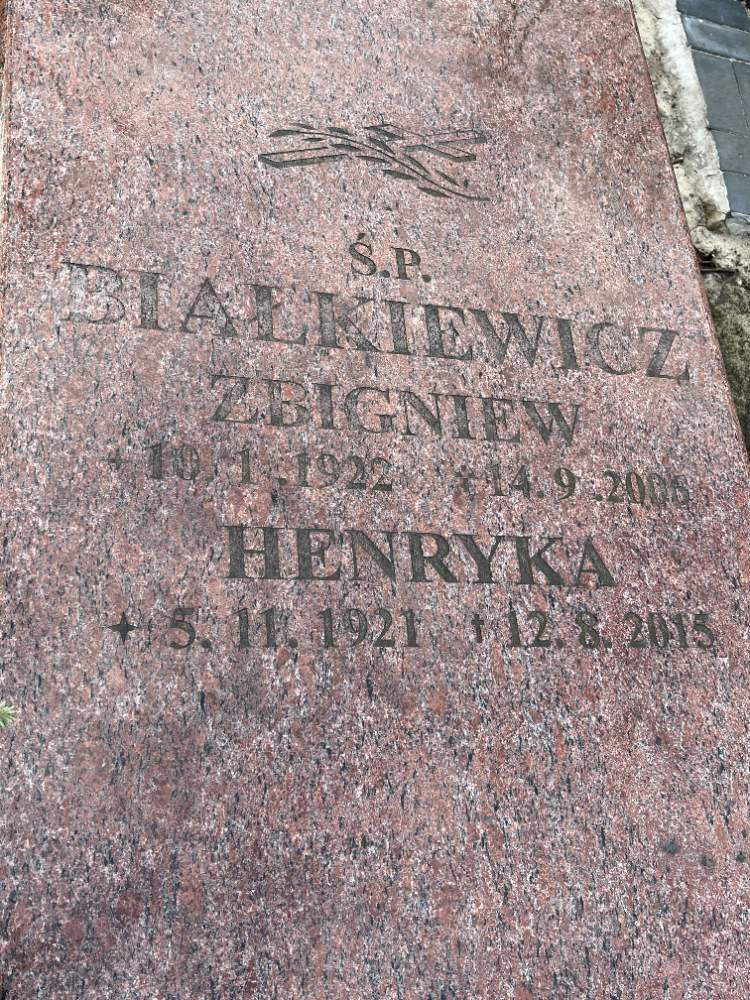 Ś.P.
BIAŁKIEWICZ
ZBIGNIEW
10.1.1922 † 14.9.2006
HENRYKA
5.11.1921 † 12.8.2015